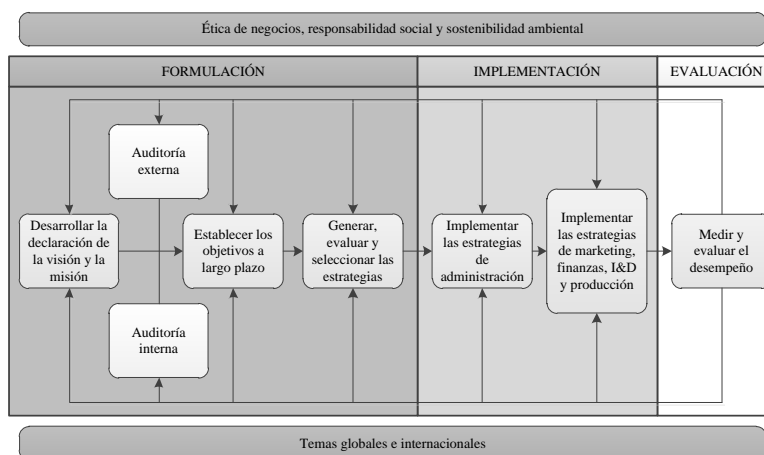 Ética de negocios, responsabilidad social y sostenibilidad ambiental
FORMULACIÓN
IMPLEMENTACIÓN
EVALUACIÓN
Auditoría
externa
Desarrollar la
declaración de
la visión y la
misión
Establecer los
objetivos a
largo plazo
Generar,
evaluar y
seleccionar las
estrategias
Implementar
las estrategias
de
administración
Implementar
las estrategias
de marketing,
finanzas, I&D
y producción
Medir y
evaluar el
desempeño
Auditoría
interna
Temas globales e internacionales